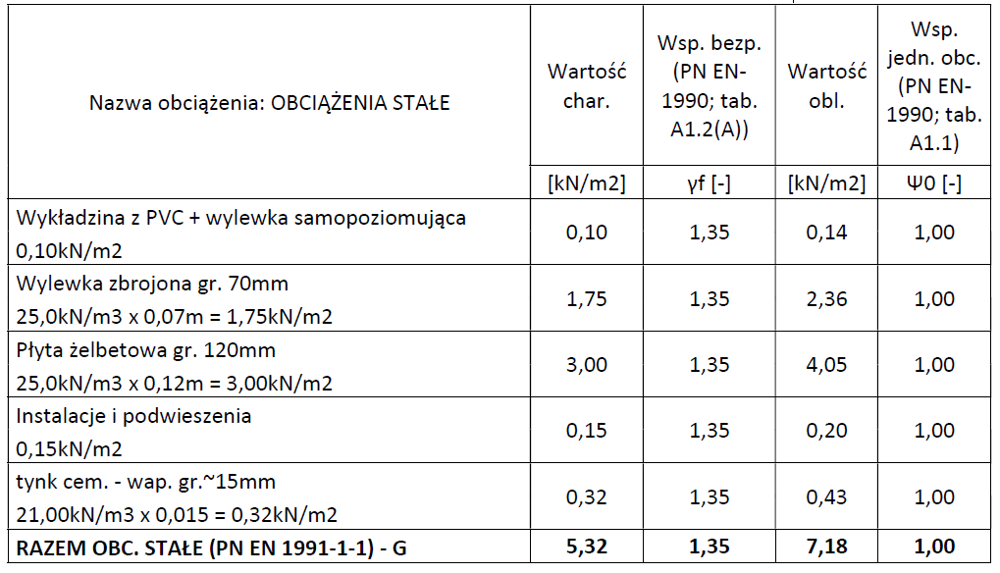 Nazwa obciążenia: OBCIĄŻENIA STAŁE
Wartość
char.
Wsp. bezp.
(PN EN-
1990; tab.
A1.2(A))
Wartość
obl.
Wsp.
jedn. obc.
(PN EN-
1990; tab.
A1.1)
[kN/m2] γf [-] [kN/m2] Ψ0 [-]
Wykładzina z PVC + wylewka samopoziomująca
0,10kN/m2
0,10 1,35 0,14 1,00
Wylewka zbrojona gr. 70mm
25,0kN/m3 x 0,07m = 1,75kN/m2
1,75 1,35 2,36 1,00
Płyta żelbetowa gr. 120mm
25,0kN/m3 x 0,12m = 3,00kN/m2
3,00 1,35 4,05 1,00
Instalacje i podwieszenia
0,15kN/m2
0,15 1,35 0,20 1,00
tynk cem. - wap. gr.~15mm
21,00kN/m3 x 0,015 = 0,32kN/m2
0,32 1,35 0,43 1,00
RAZEM OBC. STAŁE (PN EN 1991-1-1) - G 5,32 1,35 7,18 1,00